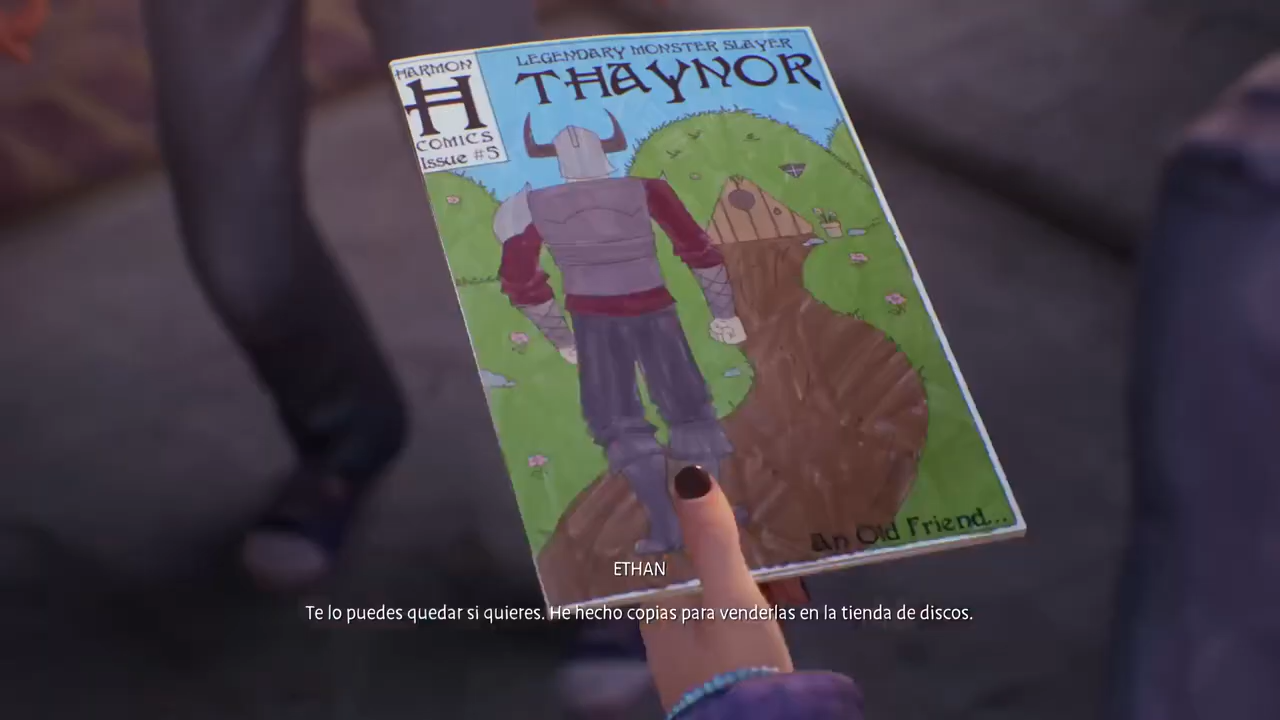 HARMON
H
COMICS
Issue #5
LEGENDARY MONSTER SLAYER
THAYNOR
An Old Friend...
ETHAN
Te lo puedes quedar si quieres. He hecho copias para venderlas en la tienda de discos.